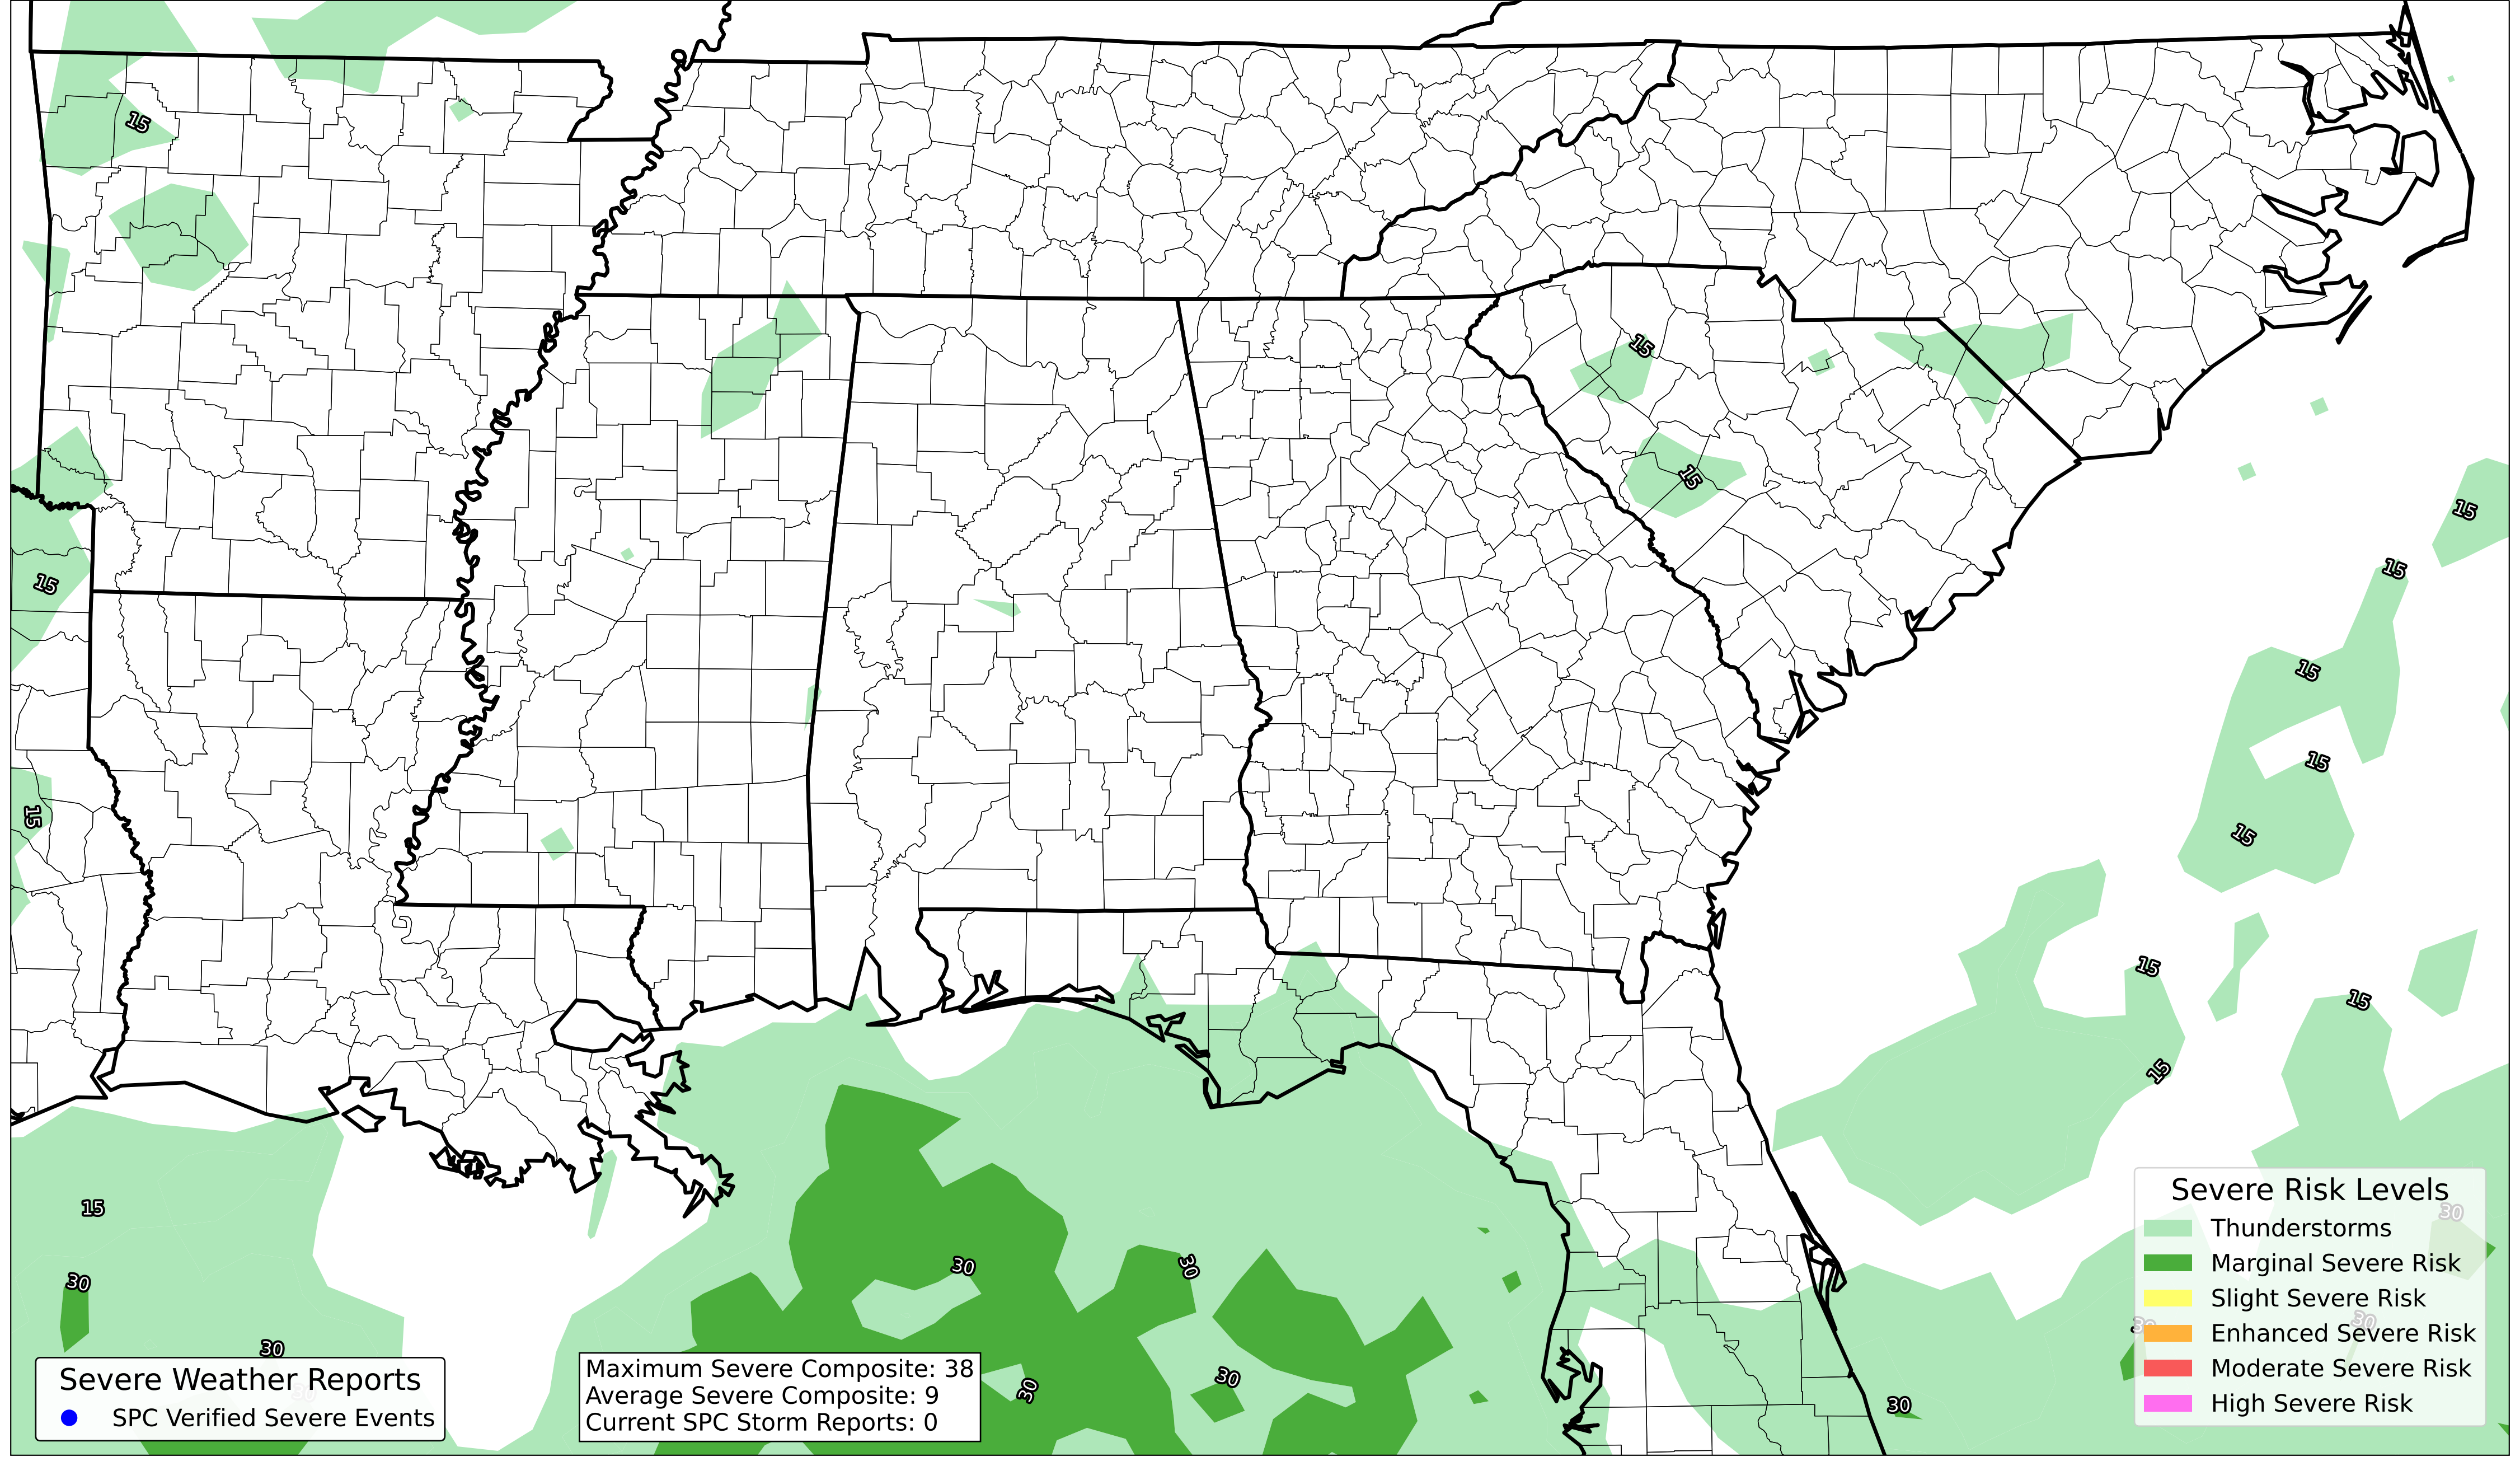 15
15
15
15
15
15
15
15
15
15
15
15
15
15
30
30
30
30
30
30
30
30
30
Severe Weather Reports
SPC Verified Severe Events
Maximum Severe Composite: 38
Average Severe Composite: 9
Current SPC Storm Reports: 0
Severe Risk Levels
Thunderstorms
Marginal Severe Risk
Slight Severe Risk
Enhanced Severe Risk
Moderate Severe Risk
High Severe Risk